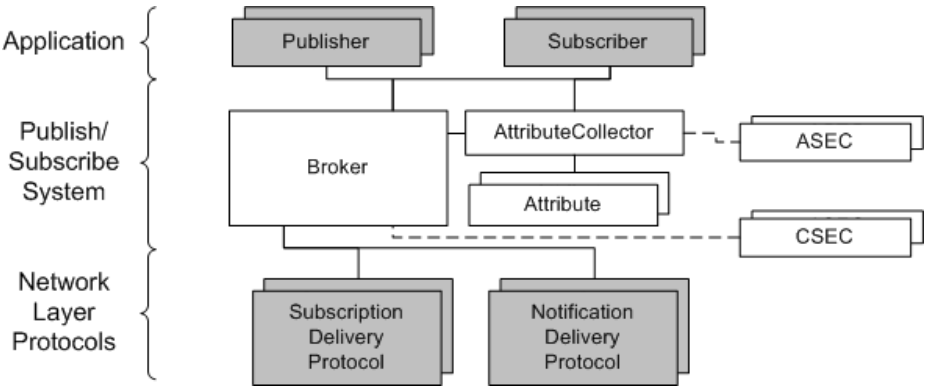 Application
Publisher
Subscriber
Publish/
Subscribe
System
Broker
AttributeCollector
ASEC
Attribute
CSEC
Network
Layer
Protocols
Subscription
Delivery
Protocol
Notification
Delivery
Protocol